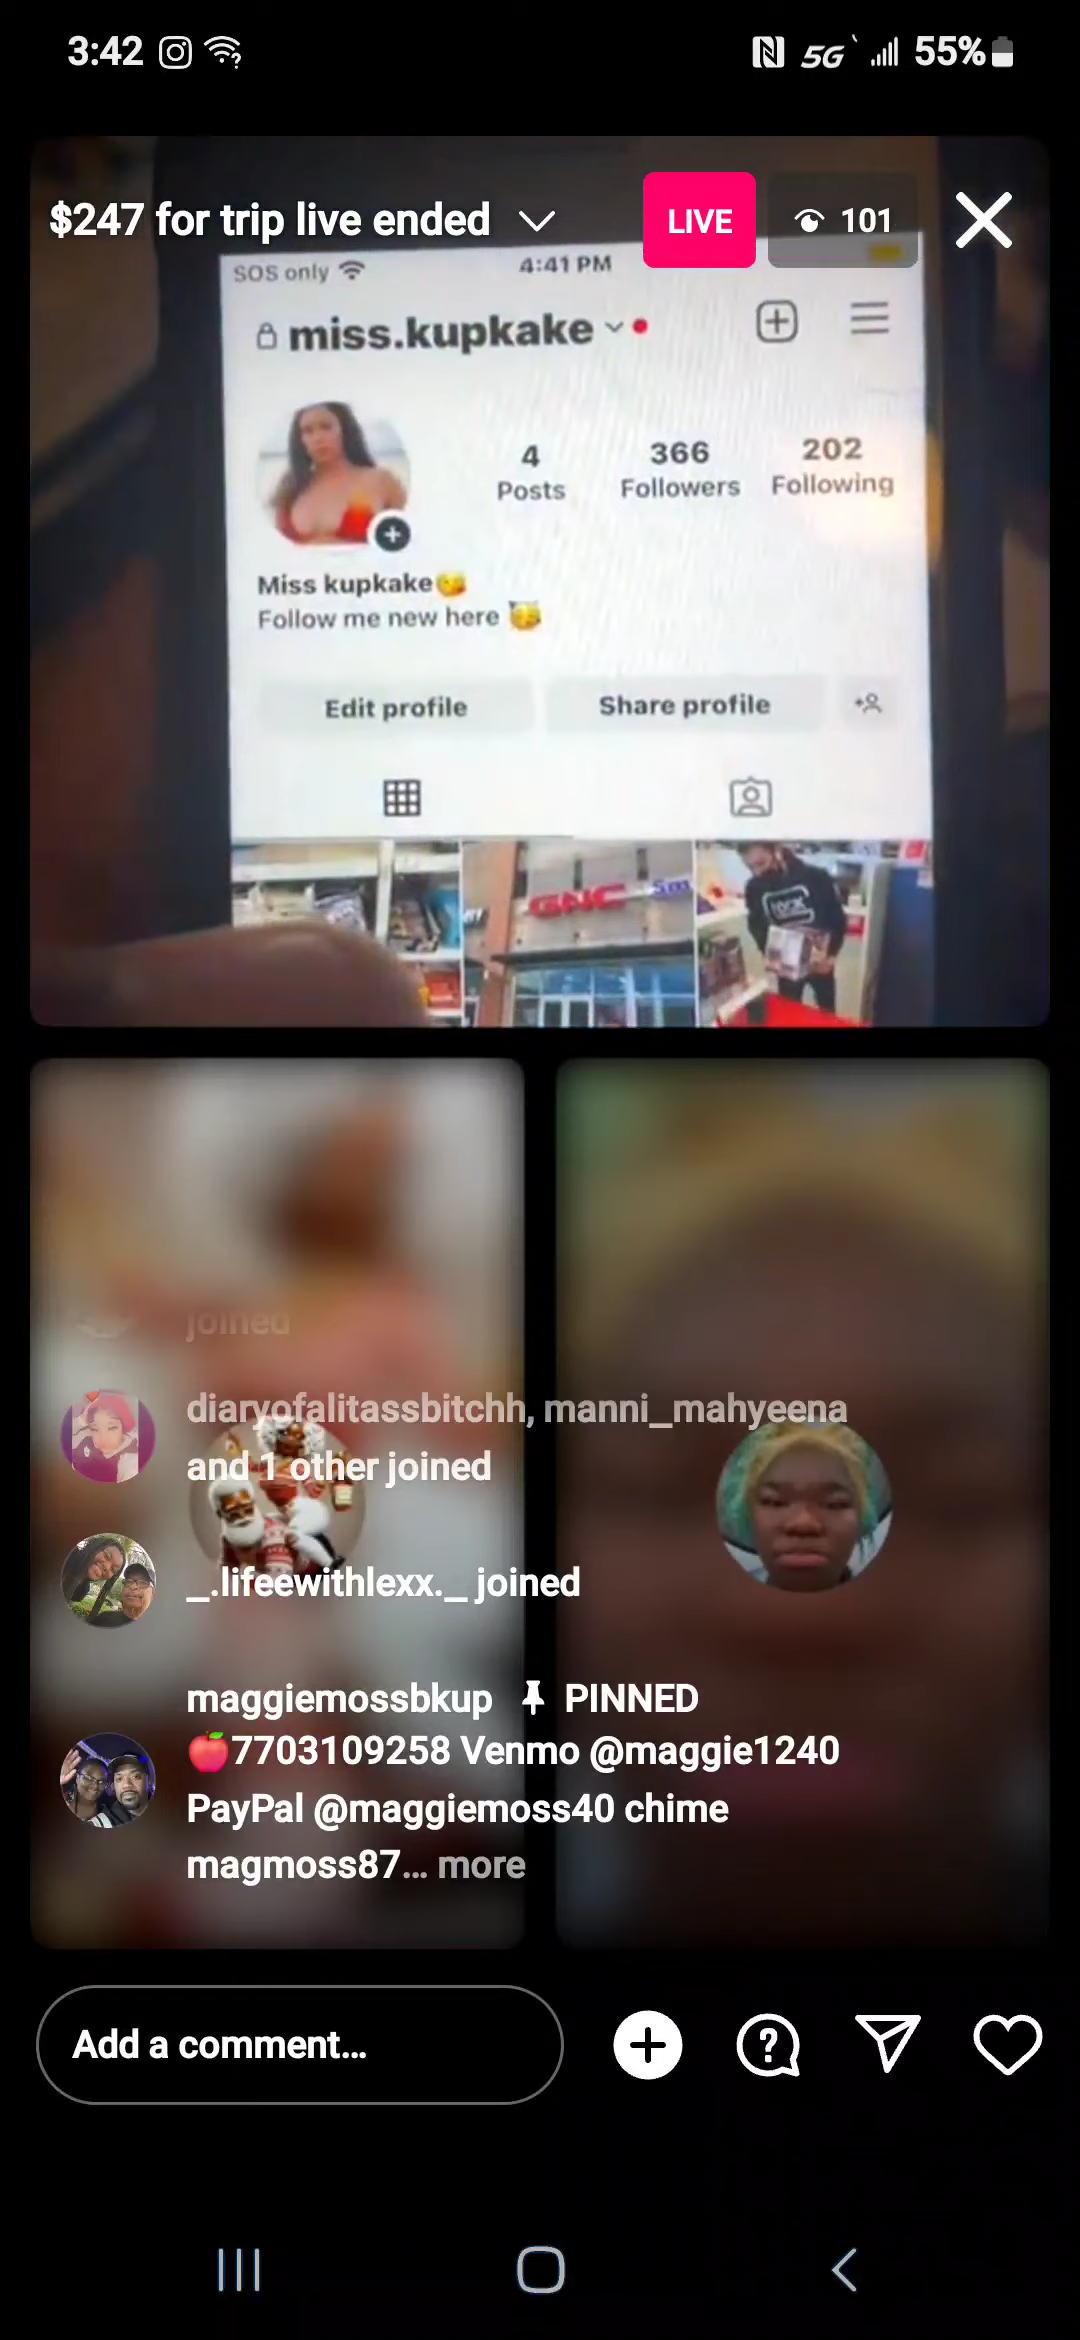 3:42
5G 55%
$247 for trip live ended
LIVE
101
SOS only
4:41 PM
miss.kupkake
4
366
202
Posts
Followers
Following
Miss kupkake
Follow me new here
Edit profile
Share profile
GNC
joined
diaryofalitassbitchh, manni_mahyeena
and 1 other joined
_.lifeewithlexx._ joined
maggiemossbkup PINNED
🍎7703109258 Venmo @maggie1240
PayPal @maggiemoss40 chime
magmoss87... more
Add a comment...